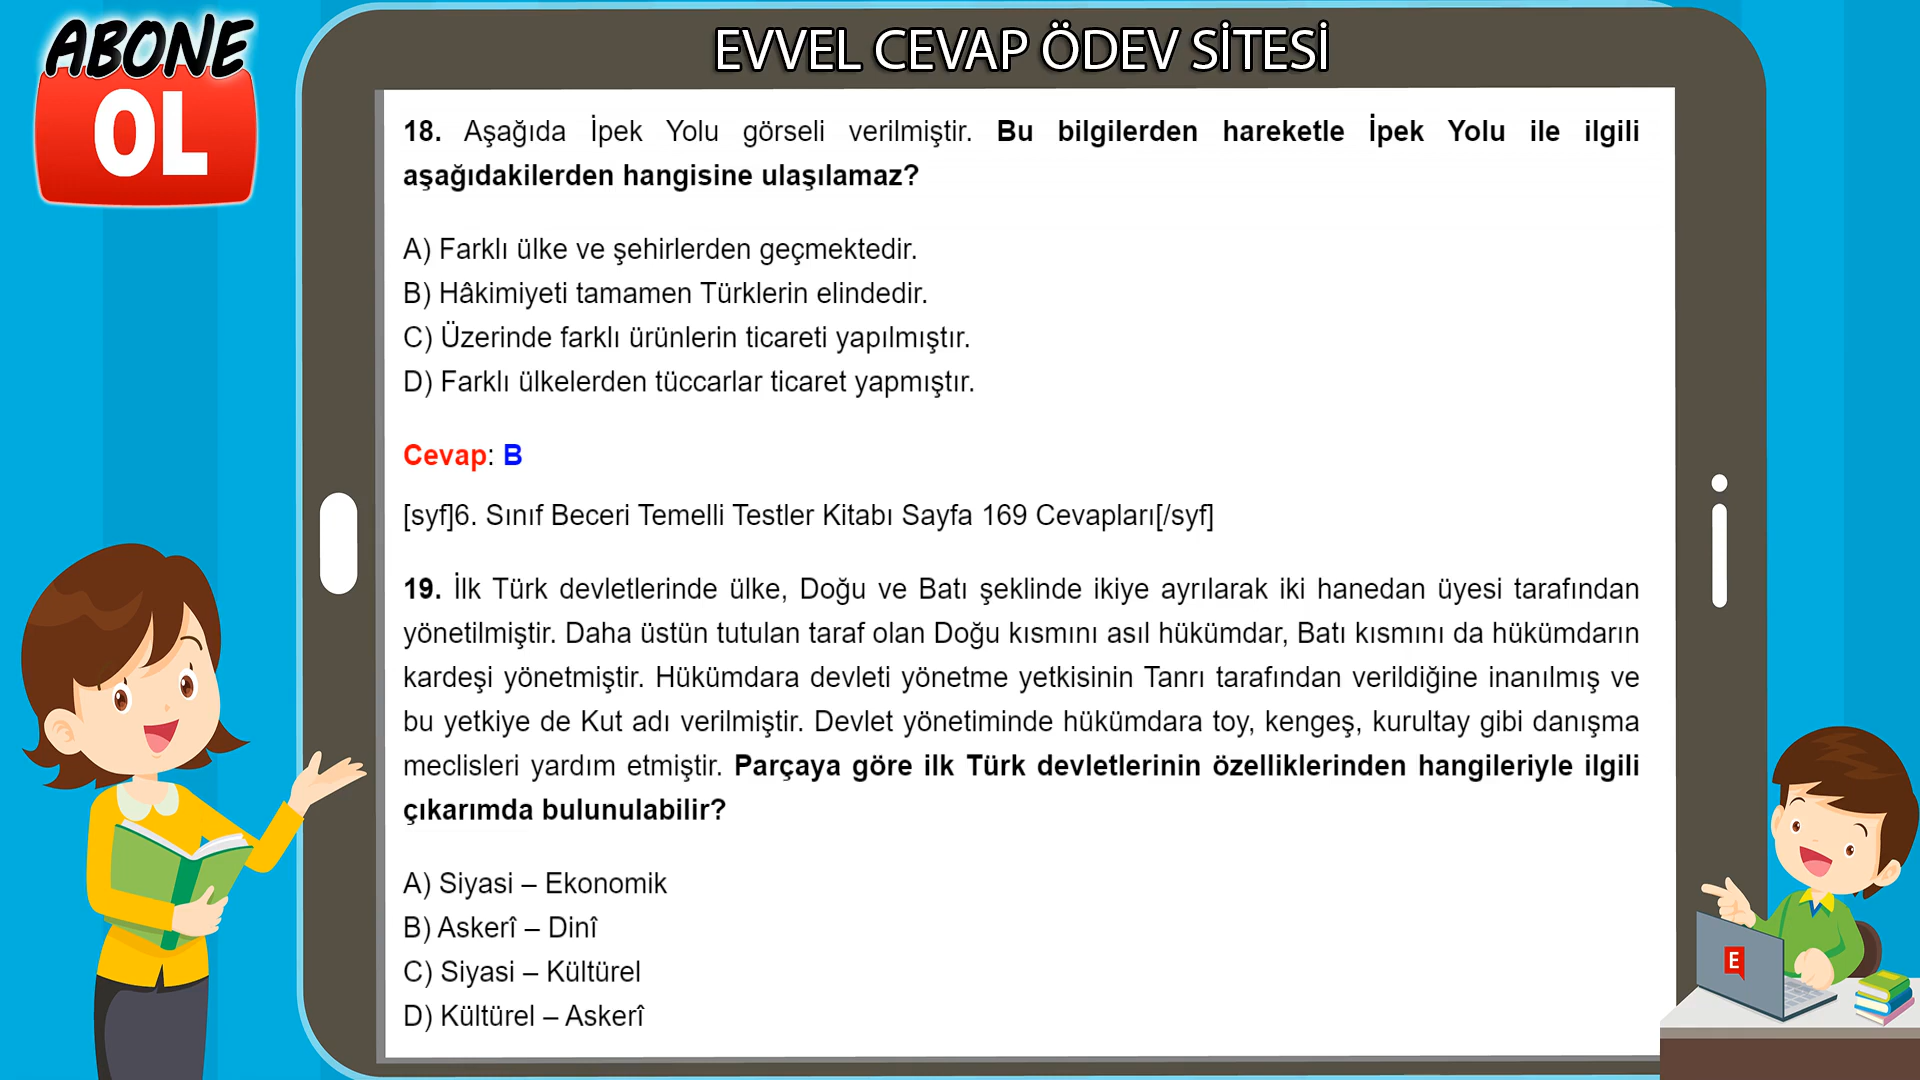 ABONE
OL
EVVEL CEVAP ÖDEV SİTESİ
18. Aşağıda İpek Yolu görseli verilmiştir. Bu bilgilerden hareketle İpek Yolu ile ilgili
aşağıdakilerden hangisine ulaşılamaz?
A) Farklı ülke ve şehirlerden geçmektedir.
B) Hâkimiyeti tamamen Türklerin elindedir.
C) Üzerinde farklı ürünlerin ticareti yapılmıştır.
D) Farklı ülkelerden tüccarlar ticaret yapmıştır.
Cevap: B
[syf]6. Sınıf Beceri Temelli Testler Kitabı Sayfa 169 Cevapları[/syf]
19. İlk Türk devletlerinde ülke, Doğu ve Batı şeklinde ikiye ayrılarak iki hanedan üyesi tarafından
yönetilmiştir. Daha üstün tutulan taraf olan Doğu kısmını asıl hükümdar, Batı kısmını da hükümdarın
kardeşi yönetmiştir. Hükümdara devleti yönetme yetkisinin Tanrı tarafından verildiğine inanılmış ve
bu yetkiye de Kut adı verilmiştir. Devlet yönetiminde hükümdara toy, kengeş, kurultay gibi danışma
meclisleri yardım etmiştir. Parçaya göre ilk Türk devletlerinin özelliklerinden hangileriyle ilgili
çıkarımda bulunulabilir?
A) Siyasi – Ekonomik
B) Askerî – Dinî
C) Siyasi – Kültürel
D) Kültürel – Askerî
E